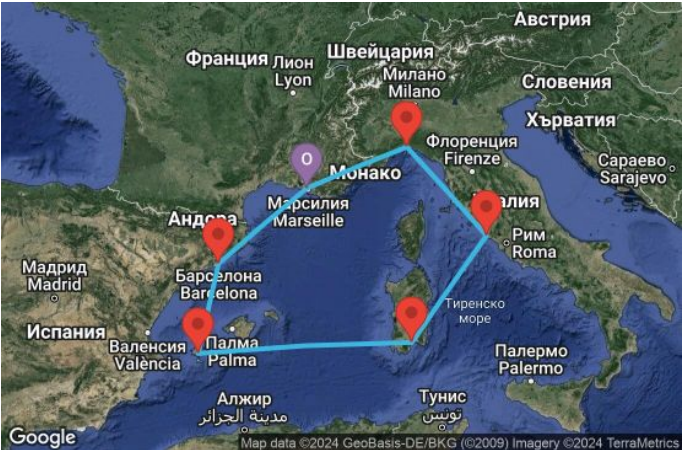 Австрия
Франция
Лион
Lyon
Швейцария
Милано
Milano
Словения
Хърватия
Флоренция
Firenze
Сараево
Sarajevo
О
Монако
Марсилия
Marseille
Андора
алия
Рим
Roma
Мадрид
Madrid
Барселона
Barcelona
Тиренско
море
Испания
Валенсия
València
Палма
Palma
Палермо
Palermo
Алжир
مدينة الجزائر
Тунис
تونس
Google
Map data ©2024 GeoBasis-DE/BKG (©2009) Imagery ©2024 TerraMetrics